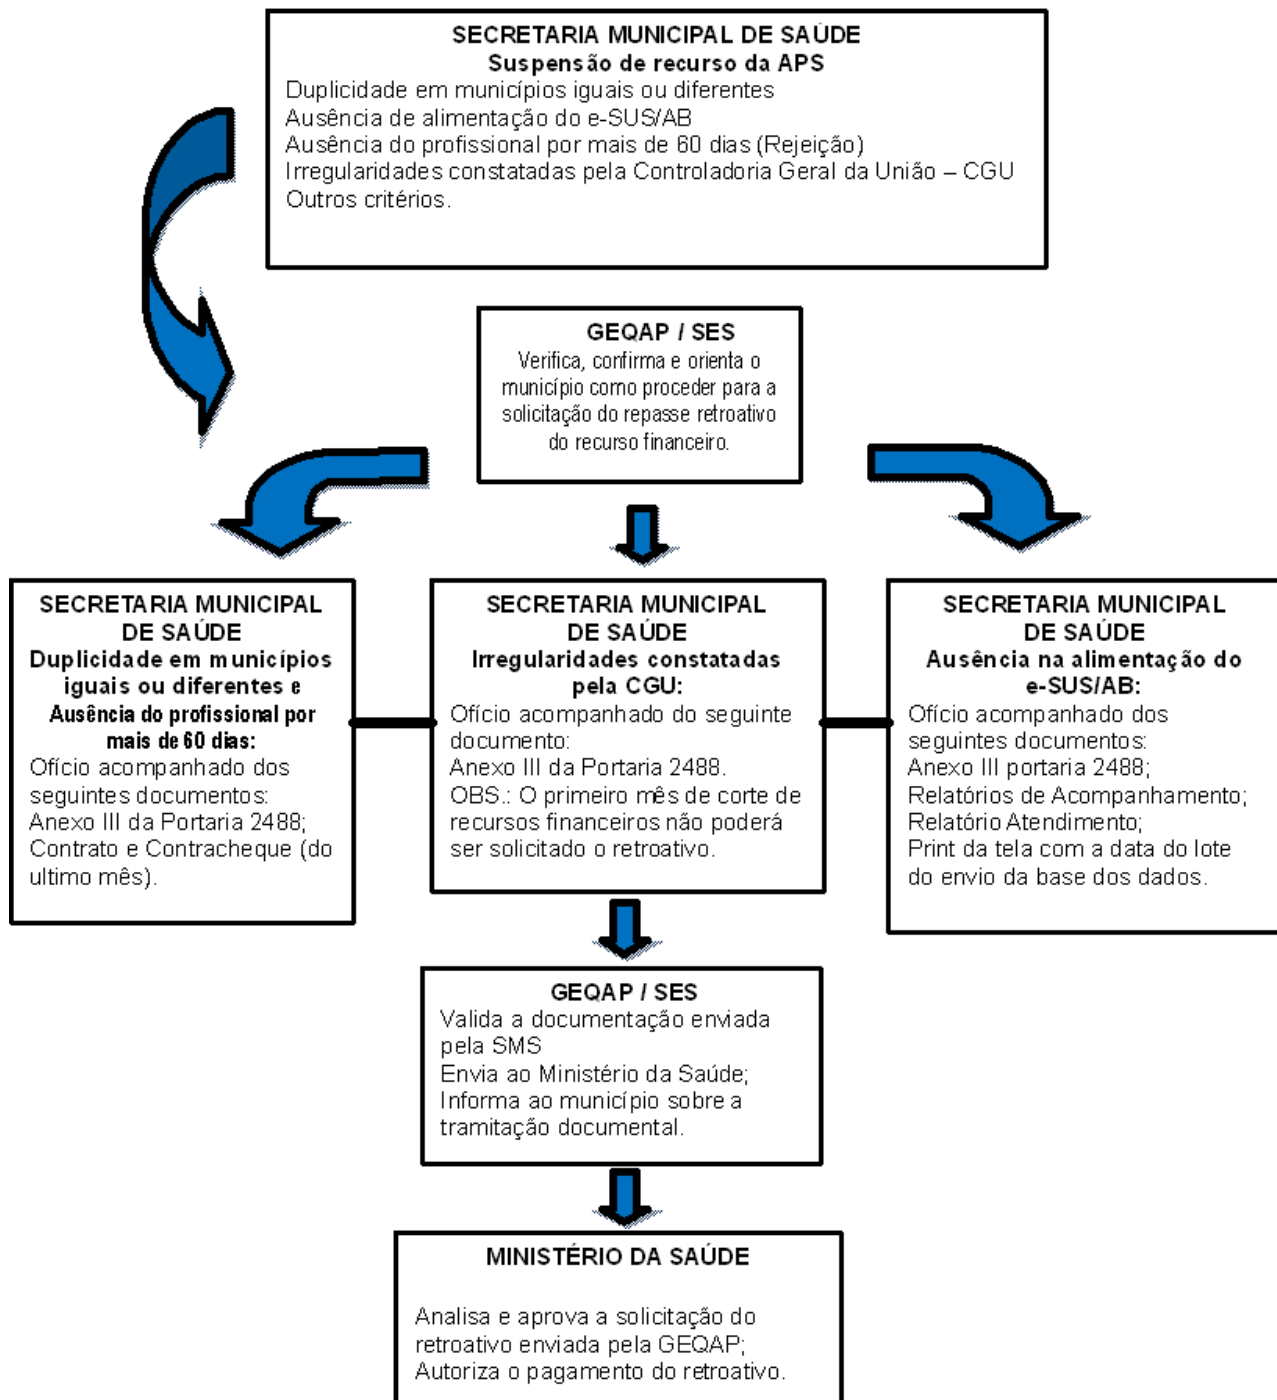 SECRETARIA MUNICIPAL DE SAÚDE
Suspensão de recurso da APS
Duplicidade em municípios iguais ou diferentes
Ausência de alimentação do e-SUS/AB
Ausência do profissional por mais de 60 dias (Rejeição)
Irregularidades constatadas pela Controladoria Geral da União – CGU
Outros critérios.
GEQAP / SES
Verifica, confirma e orienta o
município como proceder para a
solicitação do repasse retroativo
do recurso financeiro.
SECRETARIA MUNICIPAL
DE SAÚDE
Duplicidade em municípios
iguais ou diferentes e
Ausência do profissional por
mais de 60 dias:
Ofício acompanhado dos
seguintes documentos:
Anexo III da Portaria 2488;
Contrato e Contracheque (do
ultimo mês).
SECRETARIA MUNICIPAL
DE SAÚDE
Irregularidades constatadas
pela CGU:
Ofício acompanhado do seguinte
documento:
Anexo III da Portaria 2488.
OBS.: O primeiro mês de corte de
recursos financeiros não poderá
ser solicitado o retroativo.
SECRETARIA MUNICIPAL
DE SAÚDE
Ausência na alimentação do
e-SUS/AB:
Ofício acompanhado dos
seguintes documentos:
Anexo III portaria 2488;
Relatórios de Acompanhamento;
Relatório Atendimento;
Print da tela com a data do lote
do envio da base dos dados.
GEQAP / SES
Valida a documentação enviada
pela SMS
Envia ao Ministério da Saúde;
Informa ao município sobre a
tramitação documental.
MINISTÉRIO DA SAÚDE
Analisa e aprova a solicitação do
retroativo enviada pela GEQAP;
Autoriza o pagamento do retroativo.